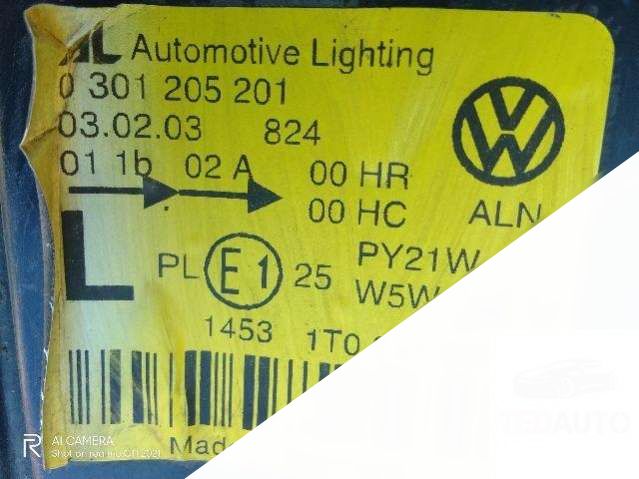 AL Automotive Lighting
0 301 205 201
03.02.03 824
01 1b 02 A 00 HR
00 HC ALN
L PL E1 25 PY21W
W5W
1453 1T0
AI CAMERA
TEDAUTO